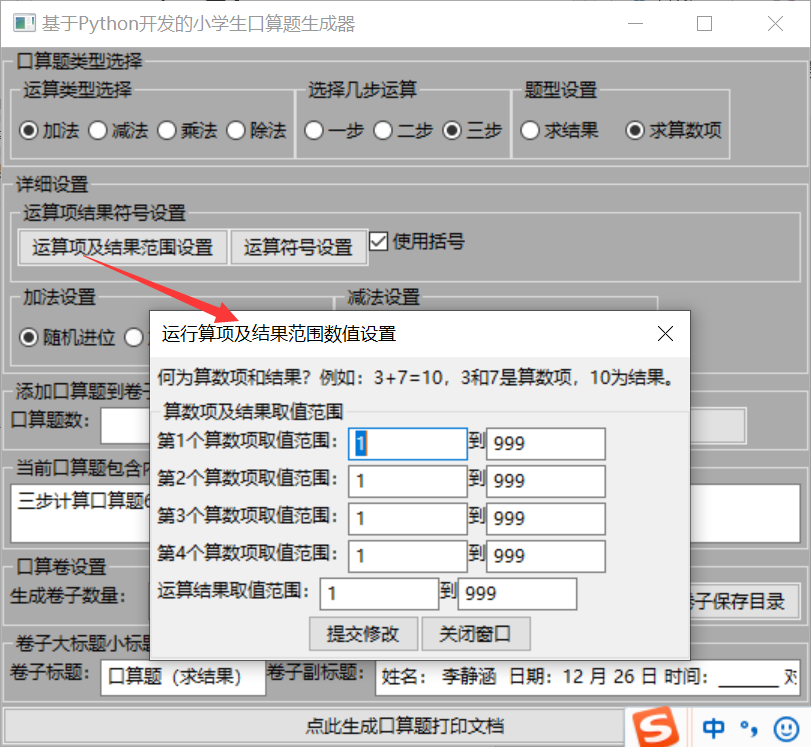 基于Python开发的小学生口算题生成器
口算题类型选择
运算类型选择 选择几步运算 题型设置
加法 减法 乘法 除法 一步 二步 三步 求结果 求算数项
详细设置
运算项结果符号设置
运算项及结果范围设置 运算符号设置 使用括号
加法设置 减法设置
随机进位
运行算项及结果范围数值设置
何为算数项和结果？例如：3+7=10，3和7是算数项，10为结果。
算数项及结果取值范围
第1个算数项取值范围： 1 到 999
第2个算数项取值范围： 1 到 999
第3个算数项取值范围： 1 到 999
第4个算数项取值范围： 1 到 999
运算结果取值范围： 1 到 999
提交修改 关闭窗口
添加口算题到卷子
口算题数：
当前口算题包含
三步计算口算题
口算卷设置
生成卷子数量： 卷子保存目录
卷子大标题小标题
卷子标题： 口算题（求结果） 卷子副标题： 姓名： 李静涵 日期：12 月 26 日 时间：______ 对
点此生成口算题打印文档
S 中 °，